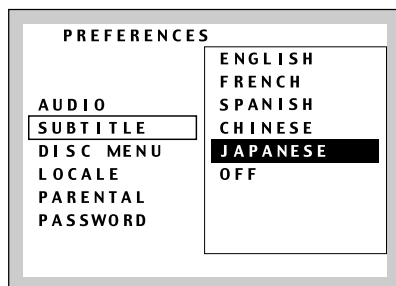 PREFERENCES
AUDIO
SUBTITLE
DISC MENU
LOCALE
PARENTAL
PASSWORD
ENGLISH
FRENCH
SPANISH
CHINESE
JAPANESE
OFF